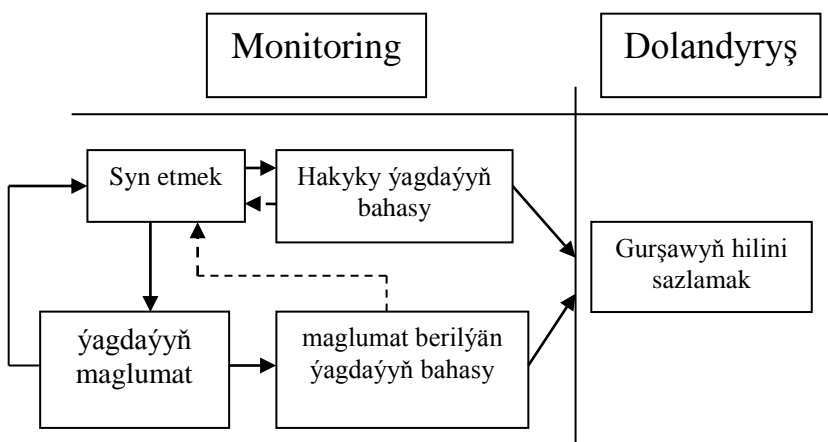 Monitoring
Dolandyryş
Syn etmek
Hakyky ýagdaýyň
bahasy
Gurşawyň hilini
sazlamak
ýagdaýyň
maglumat
maglumat berilýän
ýagdaýyň bahasy